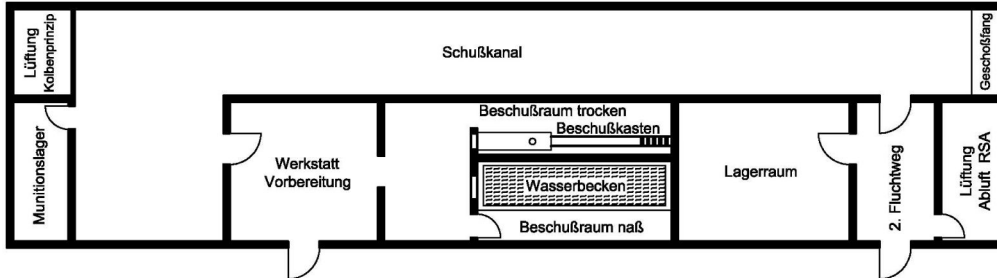 Lüftung
Kolbenprinzip
Schußkanal
Geschoßfang
Munitionslager
Werkstatt
Vorbereitung
Beschußraum trocken
Beschußkasten
Wasserbecken
Beschußraum naß
Lagerraum
2. Fluchtweg
Lüftung
Abluft RSA